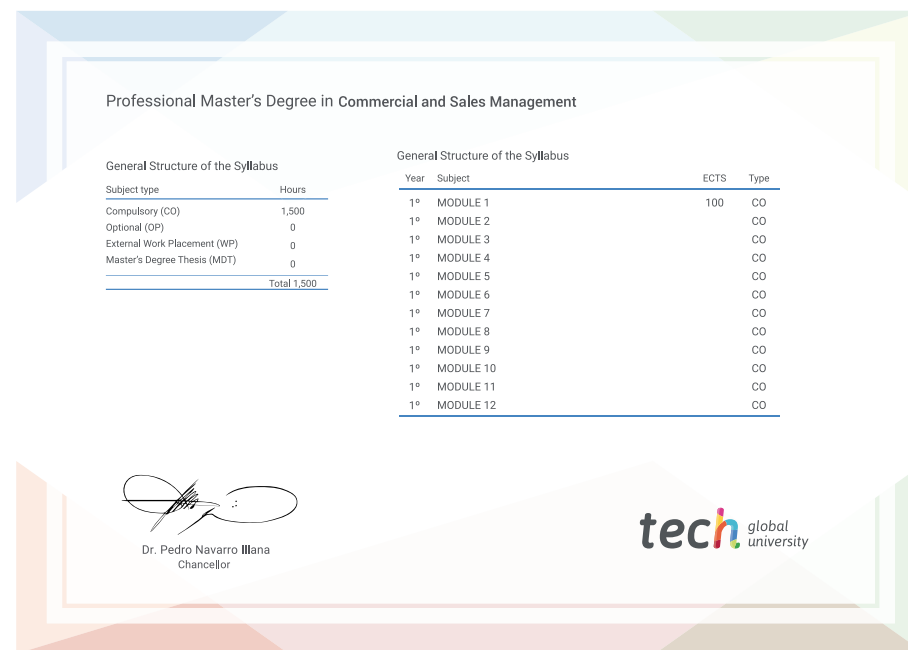 Professional Master's Degree in Commercial and Sales Management
General Structure of the Syllabus
Subject type Hours
Compulsory (CO) 1,500
Optional (OP) 0
External Work Placement (WP) 0
Master's Degree Thesis (MDT) 0
Total 1,500
General Structure of the Syllabus
Year Subject ECTS Type
1º MODULE 1 100 CO
1º MODULE 2 CO
1º MODULE 3 CO
1º MODULE 4 CO
1º MODULE 5 CO
1º MODULE 6 CO
1º MODULE 7 CO
1º MODULE 8 CO
1º MODULE 9 CO
1º MODULE 10 CO
1º MODULE 11 CO
1º MODULE 12 CO
Dr. Pedro Navarro Illana
Chancellor
tech global
university